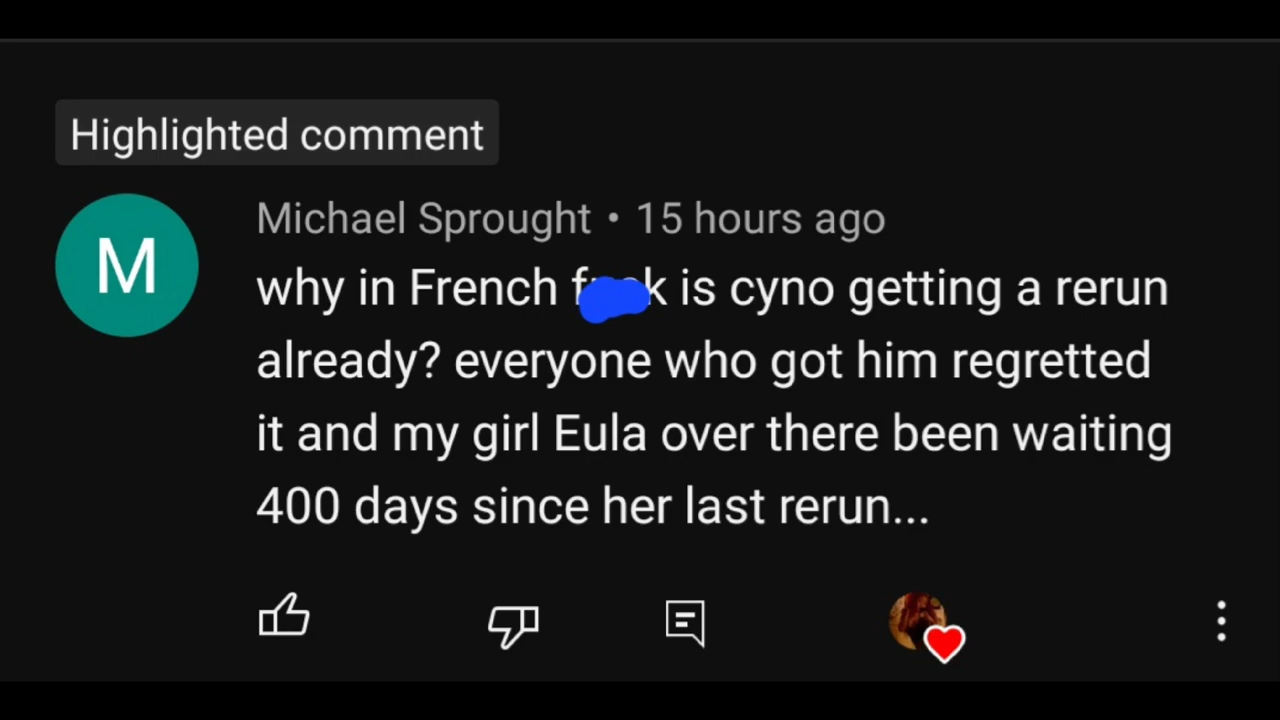 Highlighted comment
M
Michael Sprought • 15 hours ago
why in French is cyno getting a rerun
already? everyone who got him regretted
it and my girl Eula over there been waiting
400 days since her last rerun...